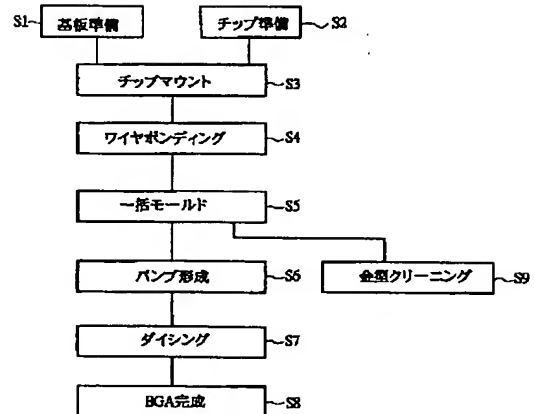 S1 基板準備 チップ準備 S2
チップマウント S3
ワイヤボンディング S4
一括モールド S5
バンプ形成 S6 金型クリーニング S9
ダイシング S7
BGA完成 S8